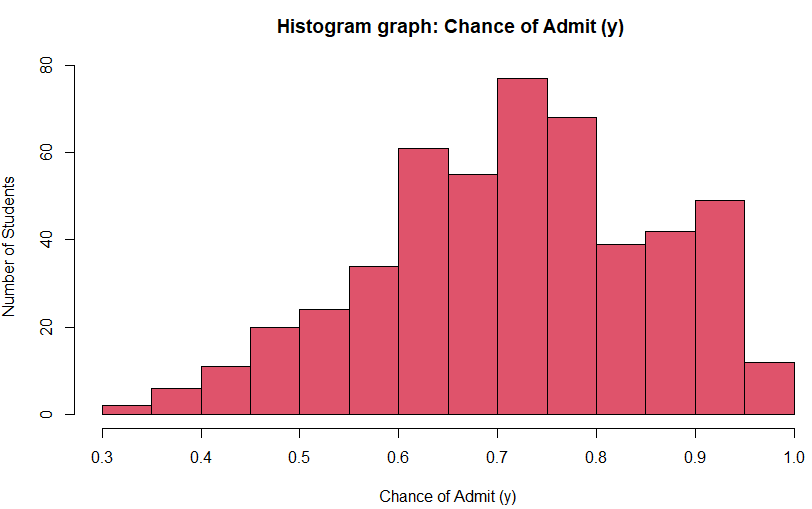 Histogram graph: Chance of Admit (y)
Number of Students
80
60
40
20
0
0.3 0.4 0.5 0.6 0.7 0.8 0.9 1.0
Chance of Admit (y)